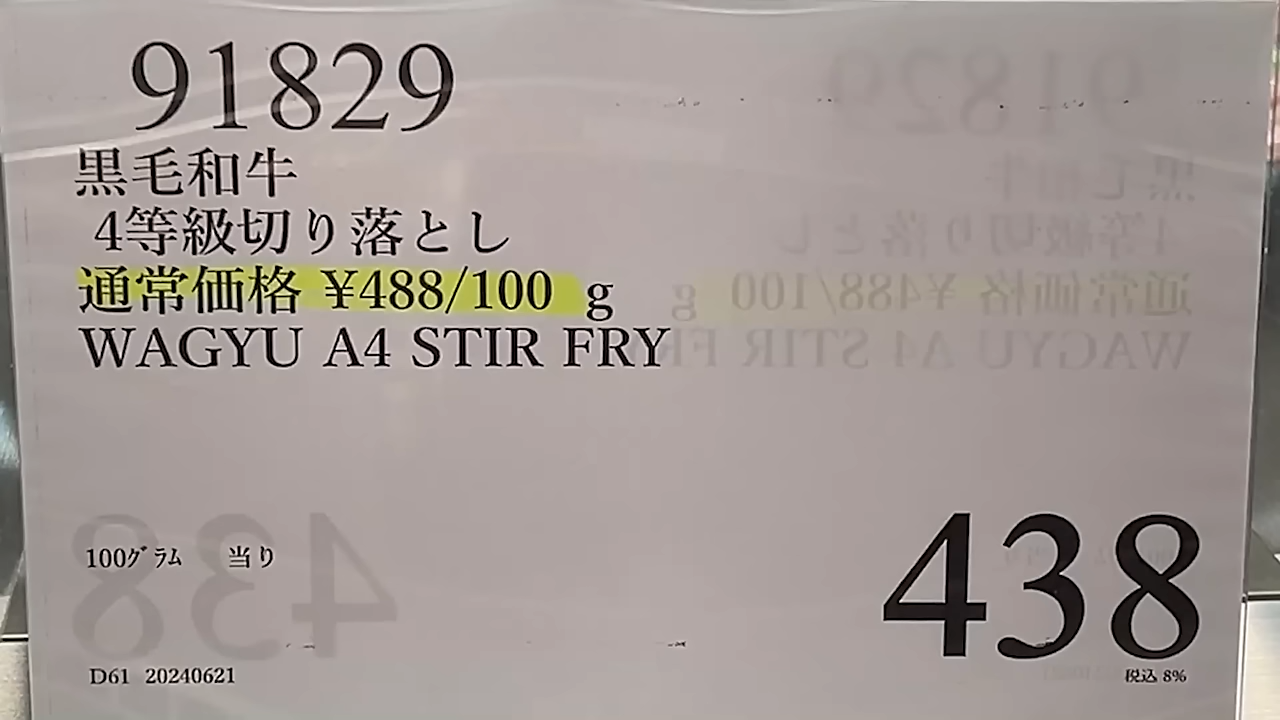 91829
黒毛和牛
4等級切り落とし
通常価格 ¥488/100 g
WAGYU A4 STIR FRY
100グラム 当り
438
D61 20240621
税込 8%